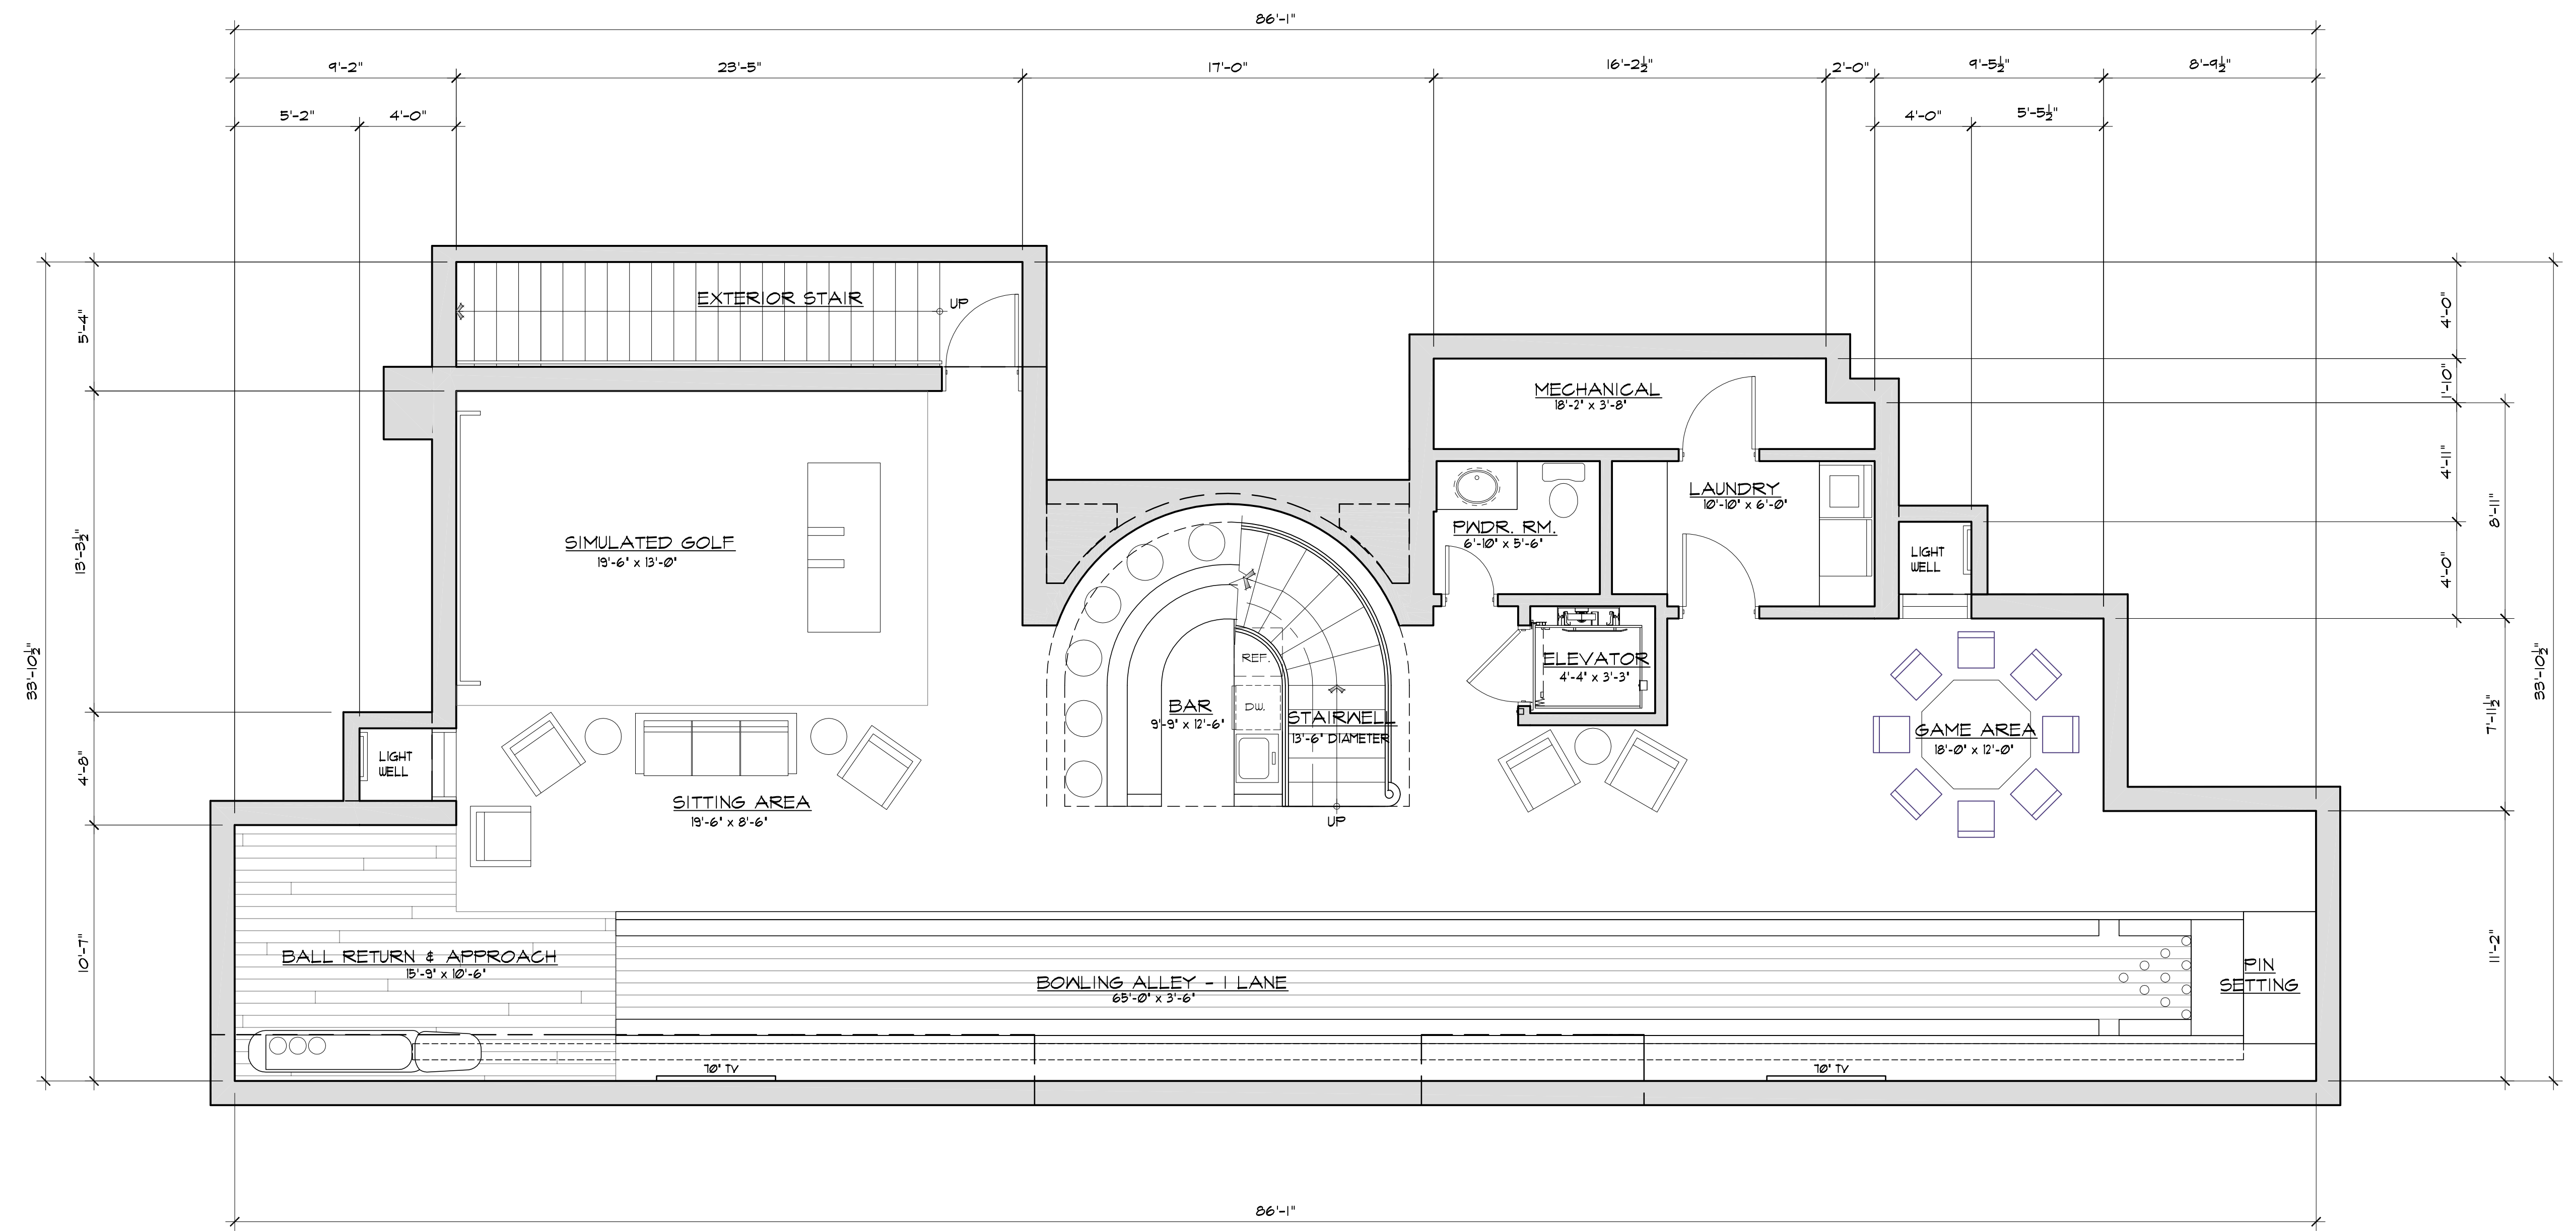 86'-1"
9'-2"
23'-5"
17'-0"
16'-2½"
2'-0"
9'-5½"
8'-9½"
5'-2"
4'-0"
4'-0"
5'-5½"
EXTERIOR STAIR
UP
5'-4"
4'-0"
1'-10"
MECHANICAL
18'-2" x 3'-8"
4'-11"
8'-11"
LAUNDRY
10'-10" x 6'-0"
PWDR. RM.
6'-10" x 5'-6"
SIMULATED GOLF
19'-6" x 13'-0"
13'-3½"
LIGHT
WELL
4'-0"
33'-10½"
33'-10½"
REF.
ELEVATOR
4'-4" x 3'-3"
BAR
9'-9" x 12'-6"
DW.
STAIRWELL
13'-6" DIAMETER
GAME AREA
18'-0" x 12'-0"
7'-11½"
LIGHT
WELL
4'-8"
SITTING AREA
19'-6" x 8'-6"
UP
BALL RETURN & APPROACH
15'-9" x 10'-6"
10'-7"
BOWLING ALLEY - 1 LANE
65'-0" x 3'-6"
PIN
SETTING
11'-2"
70" TV
70" TV
86'-1"